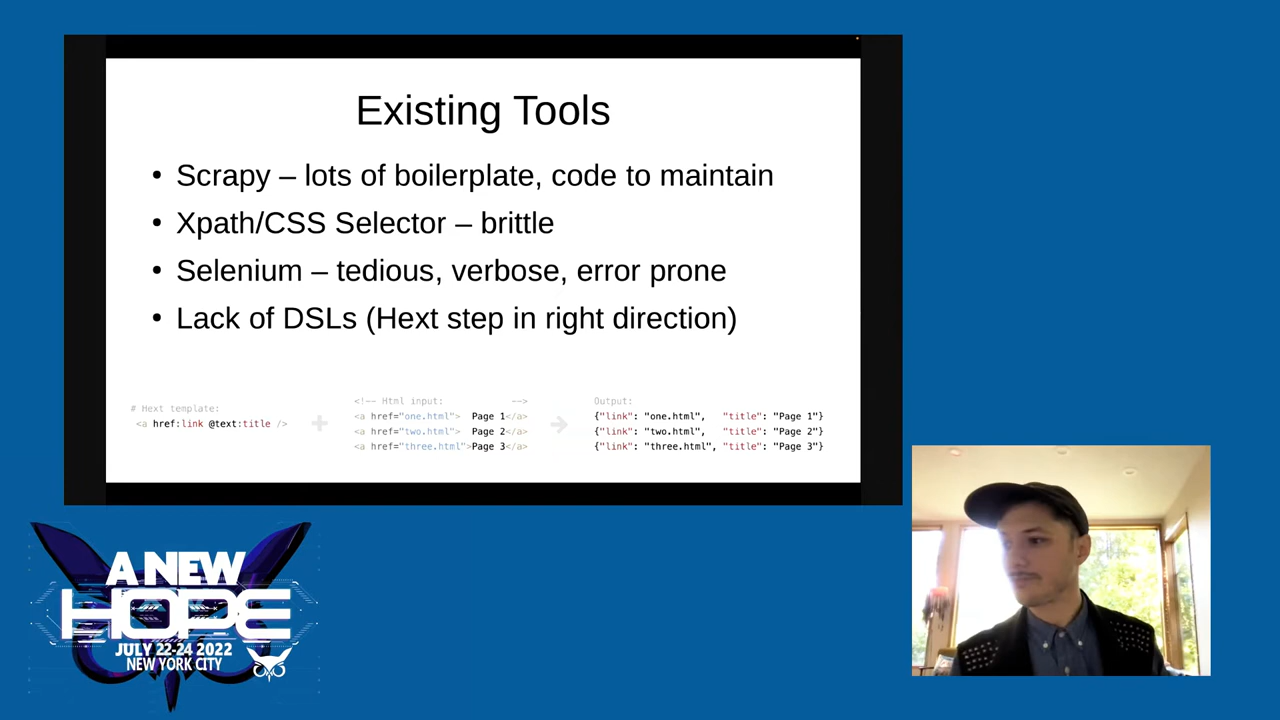 Existing Tools
• Scrapy – lots of boilerplate, code to maintain
• Xpath/CSS Selector – brittle
• Selenium – tedious, verbose, error prone
• Lack of DSLs (Hext step in right direction)
# Hext template:
<a href:link @text:title />
+
<!-- Html input: -->
<a href="one.html"> Page 1</a>
<a href="two.html"> Page 2</a>
<a href="three.html">Page 3</a>
Output:
{"link": "one.html", "title": "Page 1"}
{"link": "two.html", "title": "Page 2"}
{"link": "three.html", "title": "Page 3"}
A NEW
HOPE
JULY 22-24 2022
NEW YORK CITY